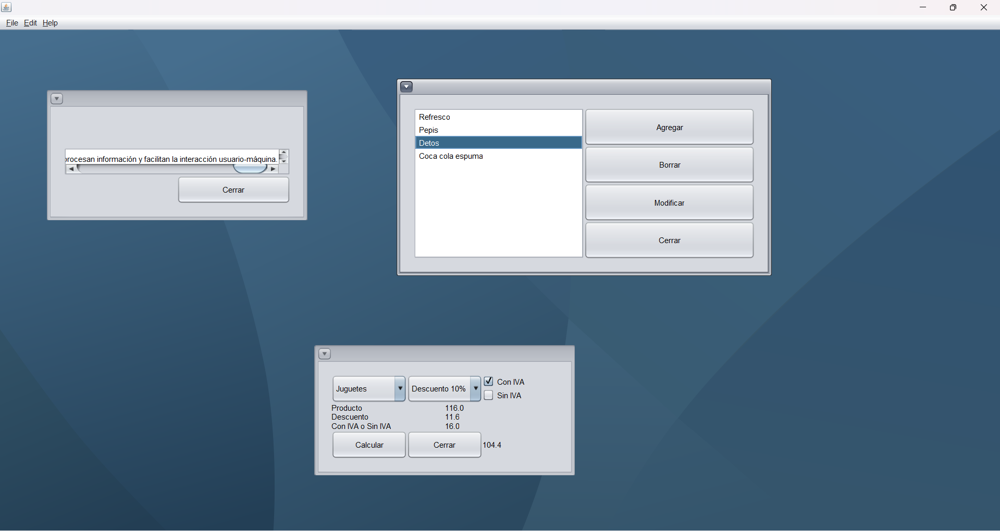 File Edit Help
procesan información y facilitan la interacción usuario-máquina.
Cerrar
Refresco
Pepis
Detos
Coca cola espuma
Agregar
Borrar
Modificar
Cerrar
Juguetes
Descuento 10%
Con IVA
Sin IVA
Producto 116.0
Descuento 11.6
Con IVA o Sin IVA 16.0
Calcular
Cerrar
104.4